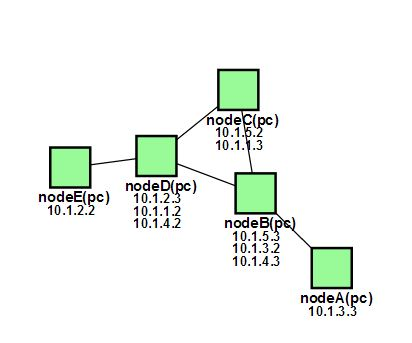 nodeC(pc)
10.1.5.2
10.1.1.3
nodeD(pc)
10.1.2.3
10.1.1.2
10.1.4.2
nodeE(pc)
10.1.2.2
nodeB(pc)
10.1.5.3
10.1.3.2
10.1.4.3
nodeA(pc)
10.1.3.3